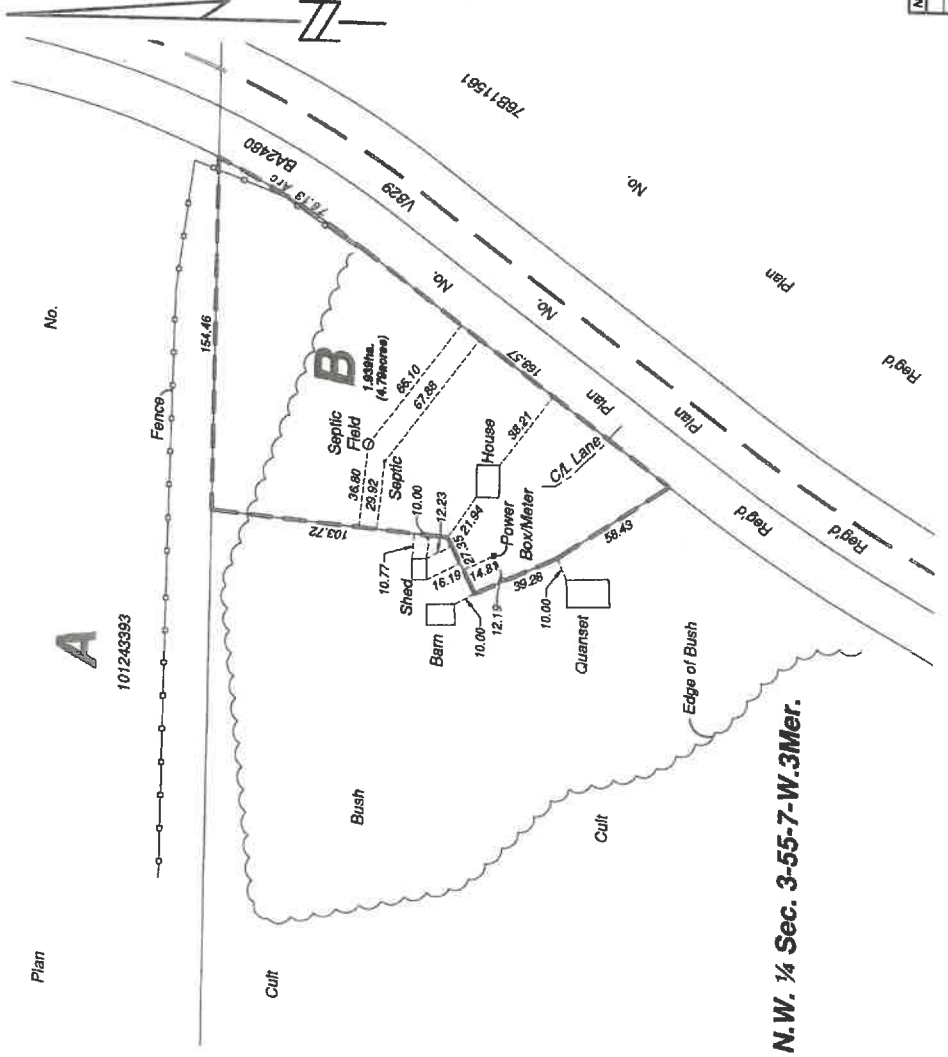 Plan
No.
A
101243393
Fence
154.46
BA2480
76.13 Arc
V829
76B11561
No.
No.
No.
Plan
Plan
Plan
Reg'd
Reg'd
Reg'd
B
1.939ha.
(4.79acres)
103.72
Septic
Field
36.80
66.10
29.92
67.88
Septic
168.57
10.00
12.23
10.77
Shed
House
38.21
21.94
27.35
16.19
14.81
Power
Box/Meter
C/L Lane
Barn
10.00
12.19
39.28
58.43
10.00
Quanset
Bush
Edge of Bush
Cult
Cult
N.W. ¼ Sec. 3-55-7-W.3Mer.